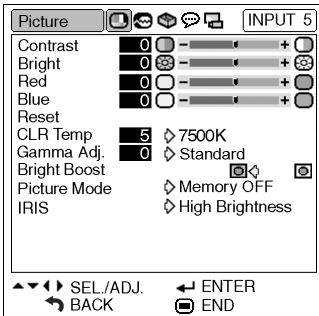 Picture INPUT 5
Contrast 0 - +
Bright 0 - +
Red 0 - +
Blue 0 - +
Reset
CLR Temp 5 7500K
Gamma Adj. 0 Standard
Bright Boost
Picture Mode Memory OFF
IRIS High Brightness
SEL./ADJ. ENTER
BACK END